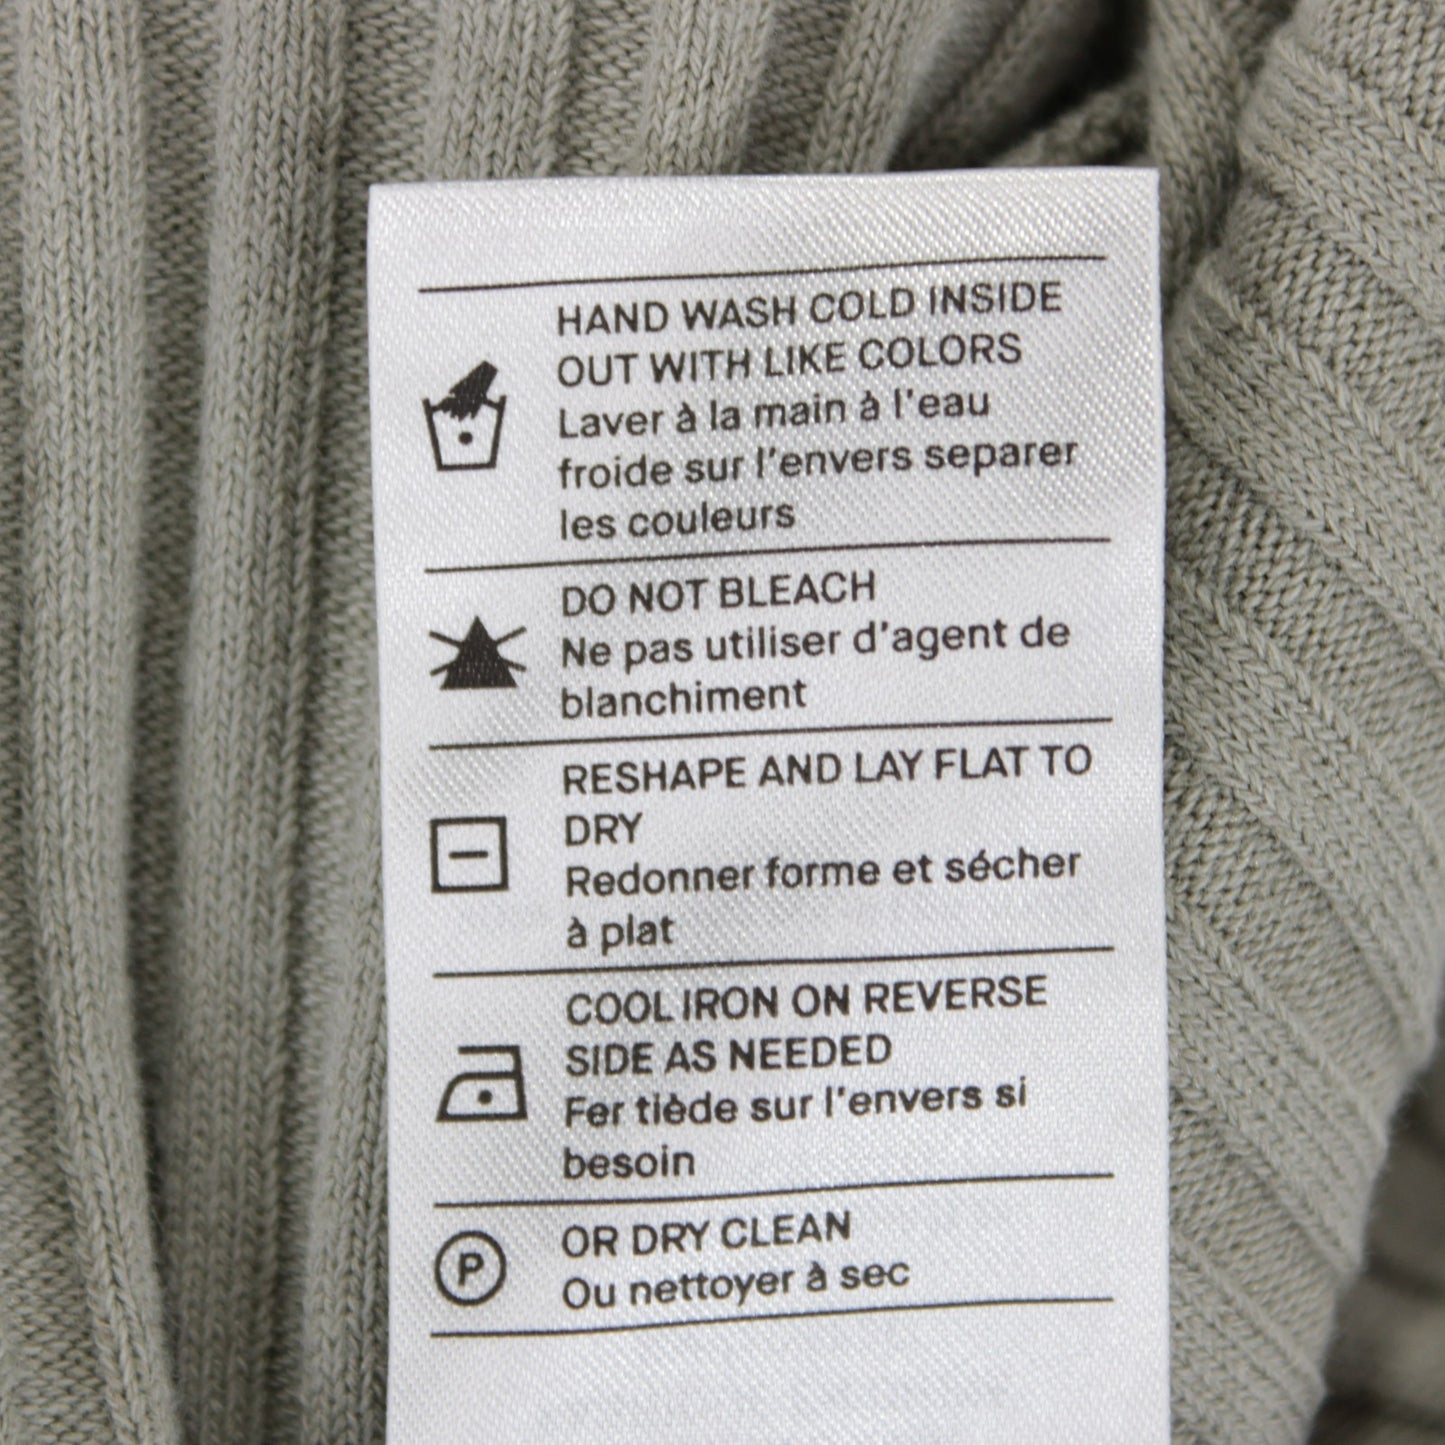 HAND WASH COLD INSIDE
OUT WITH LIKE COLORS
Laver à la main à l'eau
froide sur l'envers separer
les couleurs
DO NOT BLEACH
Ne pas utiliser d'agent de
blanchiment
RESHAPE AND LAY FLAT TO
DRY
Redonner forme et sécher
à plat
COOL IRON ON REVERSE
SIDE AS NEEDED
Fer tiède sur l'envers si
besoin
P
OR DRY CLEAN
Ou nettoyer à sec